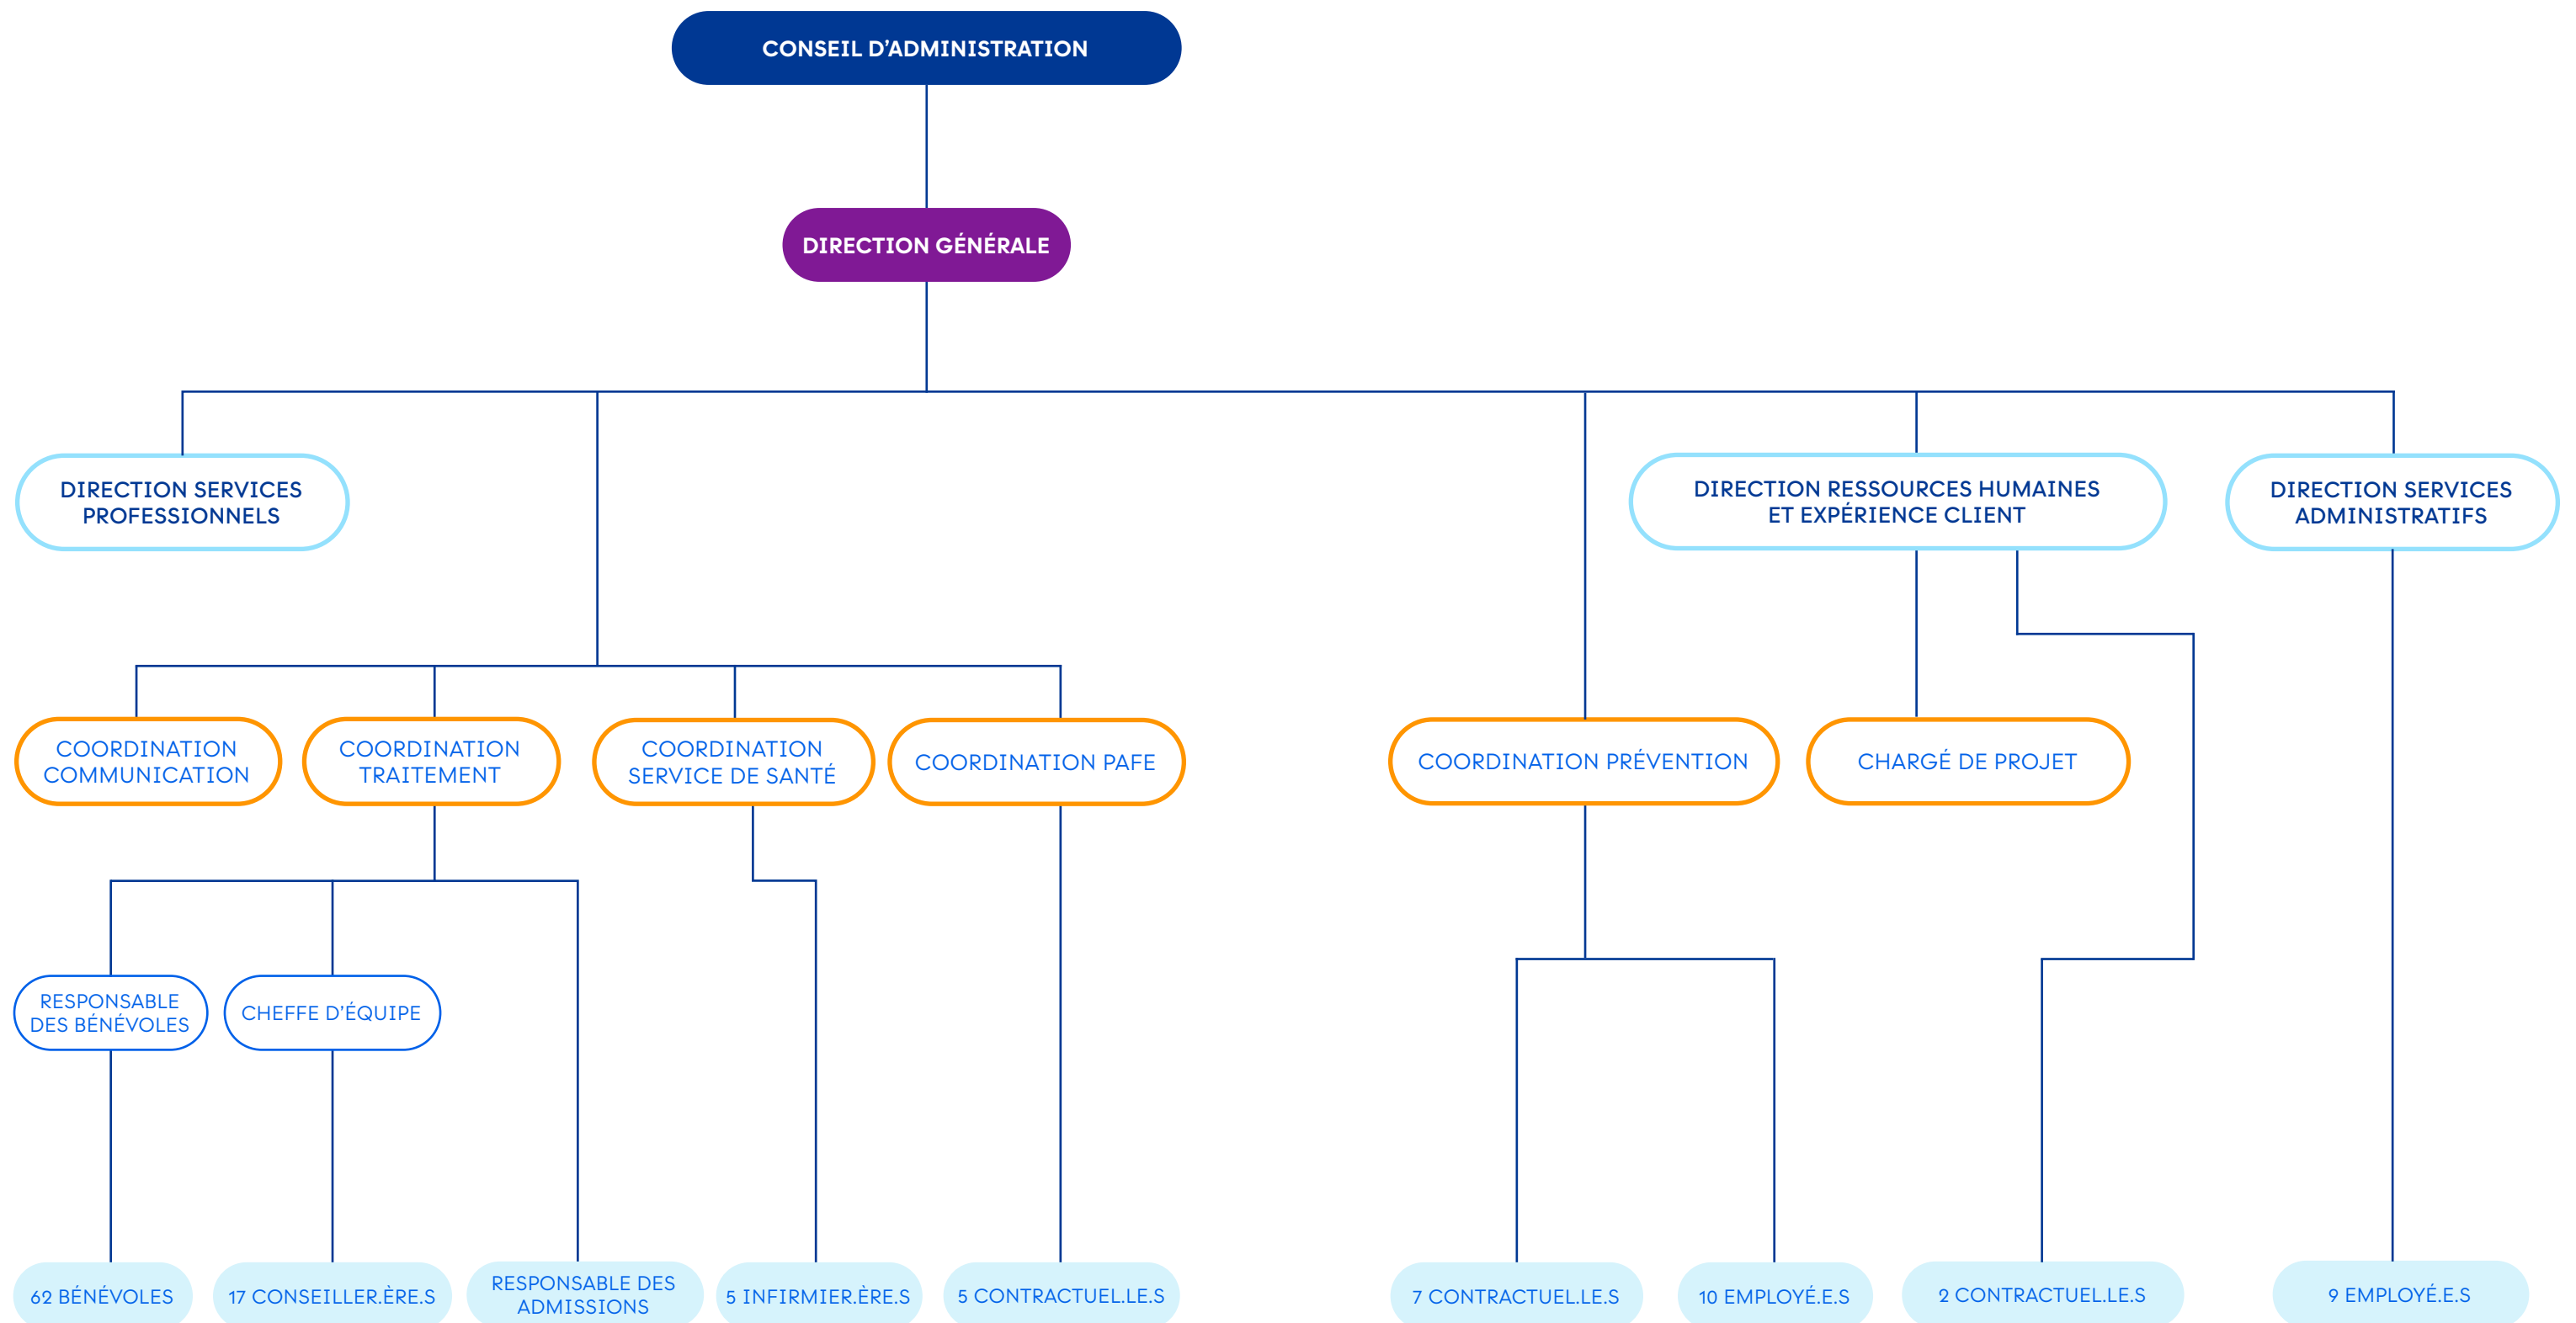 CONSEIL D’ADMINISTRATION
DIRECTION GÉNÉRALE
DIRECTION SERVICES
PROFESSIONNELS
DIRECTION RESSOURCES HUMAINES
ET EXPÉRIENCE CLIENT
DIRECTION SERVICES
ADMINISTRATIFS
COORDINATION
COMMUNICATION
COORDINATION
TRAITEMENT
COORDINATION
SERVICE DE SANTÉ
COORDINATION PAFE
COORDINATION PRÉVENTION
CHARGÉ DE PROJET
RESPONSABLE
DES BÉNÉVOLES
CHEFFE D’ÉQUIPE
62 BÉNÉVOLES
17 CONSEILLER.ÈRE.S
RESPONSABLE DES
ADMISSIONS
5 INFIRMIER.ÈRE.S
5 CONTRACTUEL.LE.S
7 CONTRACTUEL.LE.S
10 EMPLOYÉ.E.S
2 CONTRACTUEL.LE.S
9 EMPLOYÉ.E.S